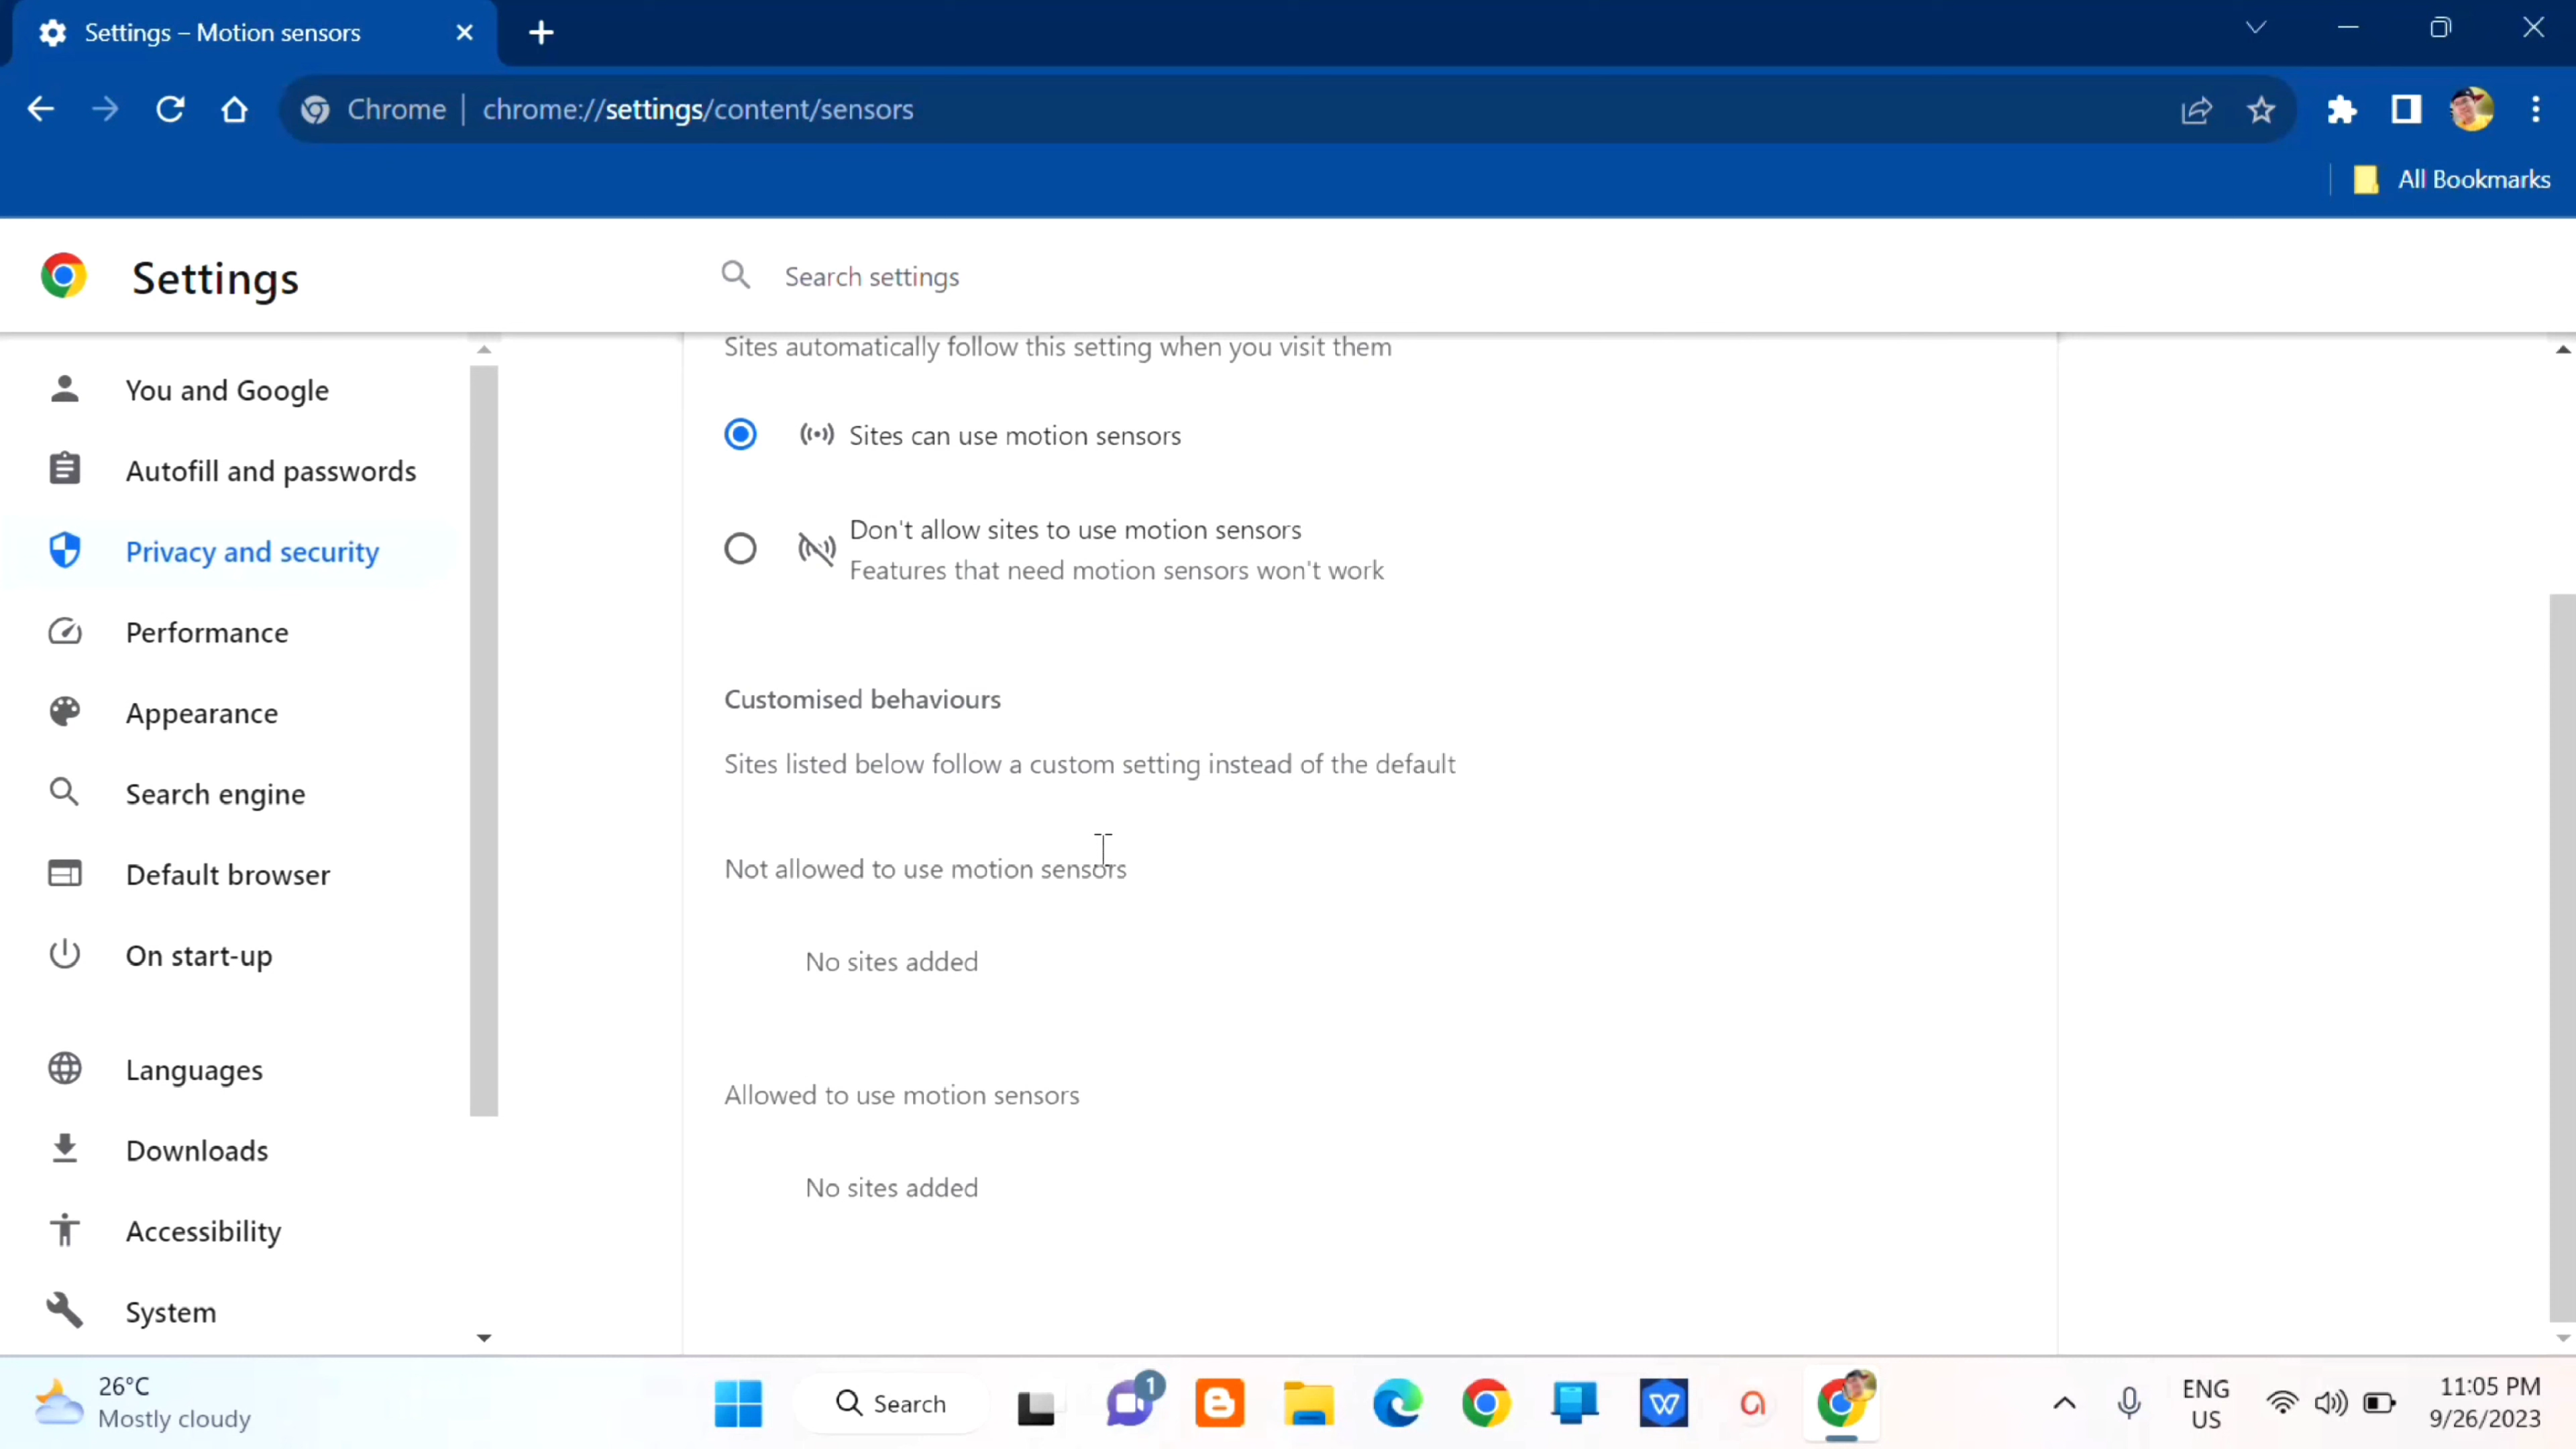 Settings – Motion sensors
Chrome | chrome://settings/content/sensors
All Bookmarks
Settings
Search settings
You and Google
Autofill and passwords
Privacy and security
Performance
Appearance
Search engine
Default browser
On start-up
Languages
Downloads
Accessibility
System
Sites automatically follow this setting when you visit them
Sites can use motion sensors
Don't allow sites to use motion sensors
Features that need motion sensors won't work
Customised behaviours
Sites listed below follow a custom setting instead of the default
Not allowed to use motion sensors
No sites added
Allowed to use motion sensors
No sites added
26°C
Mostly cloudy
Search
1
W
ENG
US
11:05 PM
9/26/2023